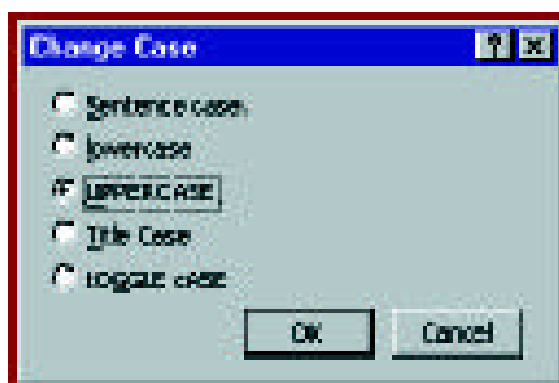 Change Case
Sentence case.
lowercase
UPPERCASE
Title Case
tOGGLE cASE
OK Cancel